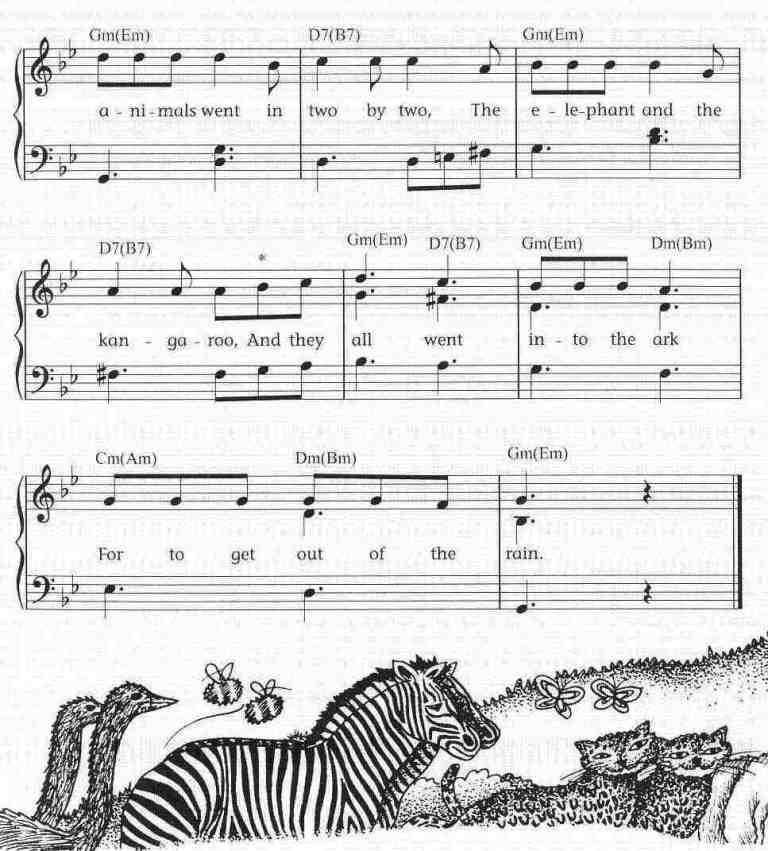 Gm(Em) D7(B7) Gm(Em)
a - ni - mals went in two by two, The e - le-phant and the
D7(B7) * Gm(Em) D7(B7) Gm(Em) Dm(Bm)
kan - ga - roo, And they all went in - to the ark
Cm(Am) Dm(Bm) Gm(Em)
For to get out of the rain.